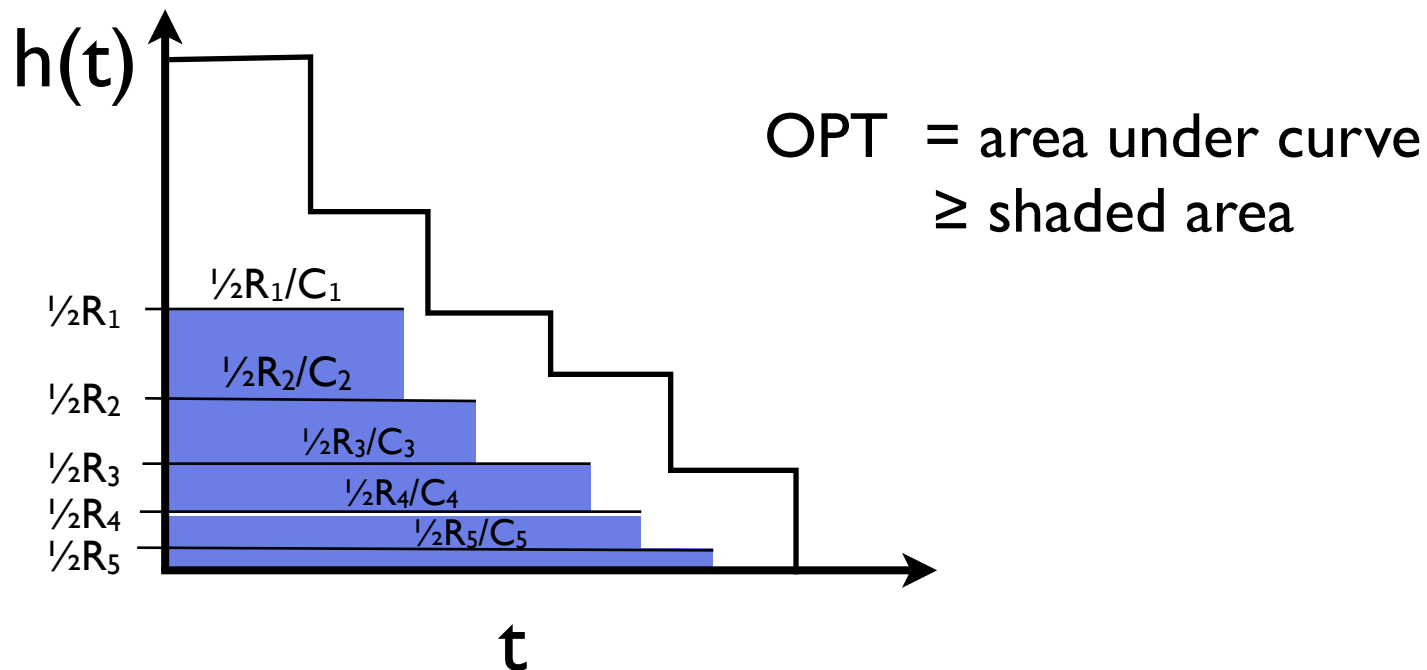 h(t)
OPT = area under curve
≥ shaded area
½R₁/C₁
½R₁
½R₂/C₂
½R₂
½R₃/C₃
½R₃
½R₄/C₄
½R₄
½R₅/C₅
½R₅
t